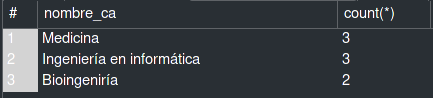 # nombre_ca count(*)
1 Medicina 3
2 Ingeniería en informática 3
3 Bioingeniría 2